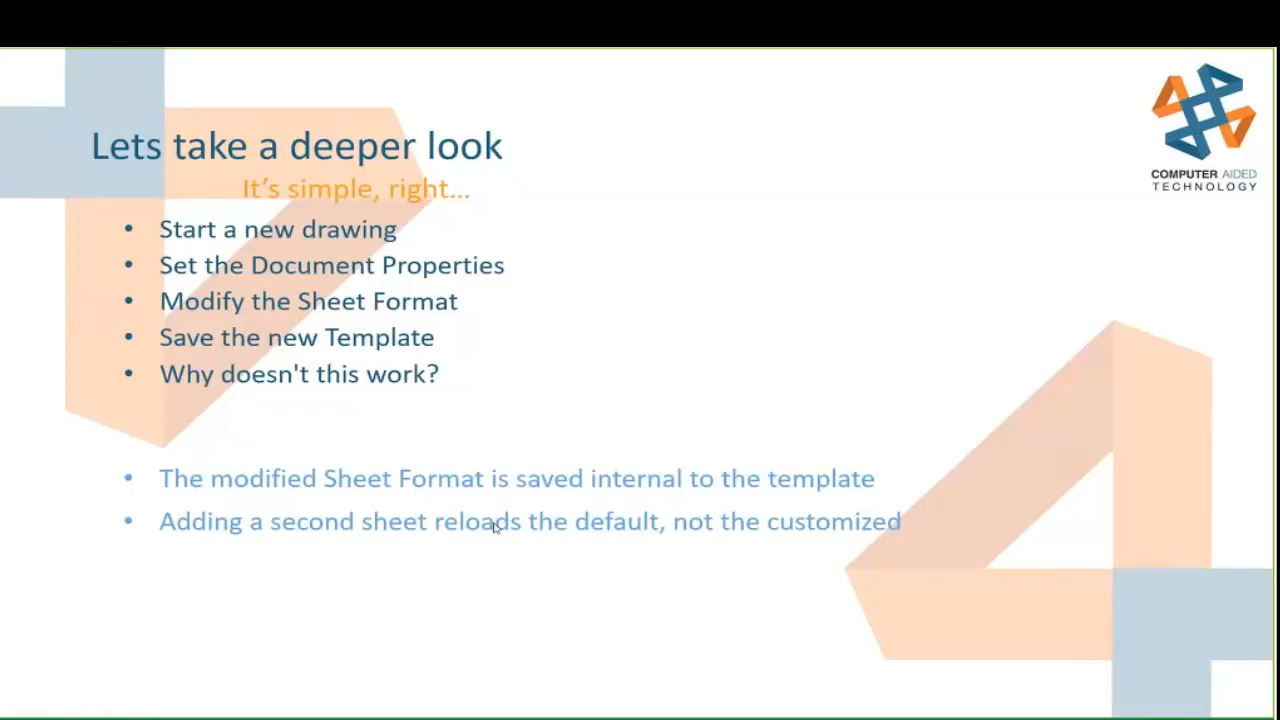 Lets take a deeper look
It's simple, right...
• Start a new drawing
• Set the Document Properties
• Modify the Sheet Format
• Save the new Template
• Why doesn't this work?
• The modified Sheet Format is saved internal to the template
• Adding a second sheet reloads the default, not the customized
COMPUTER AIDED
TECHNOLOGY